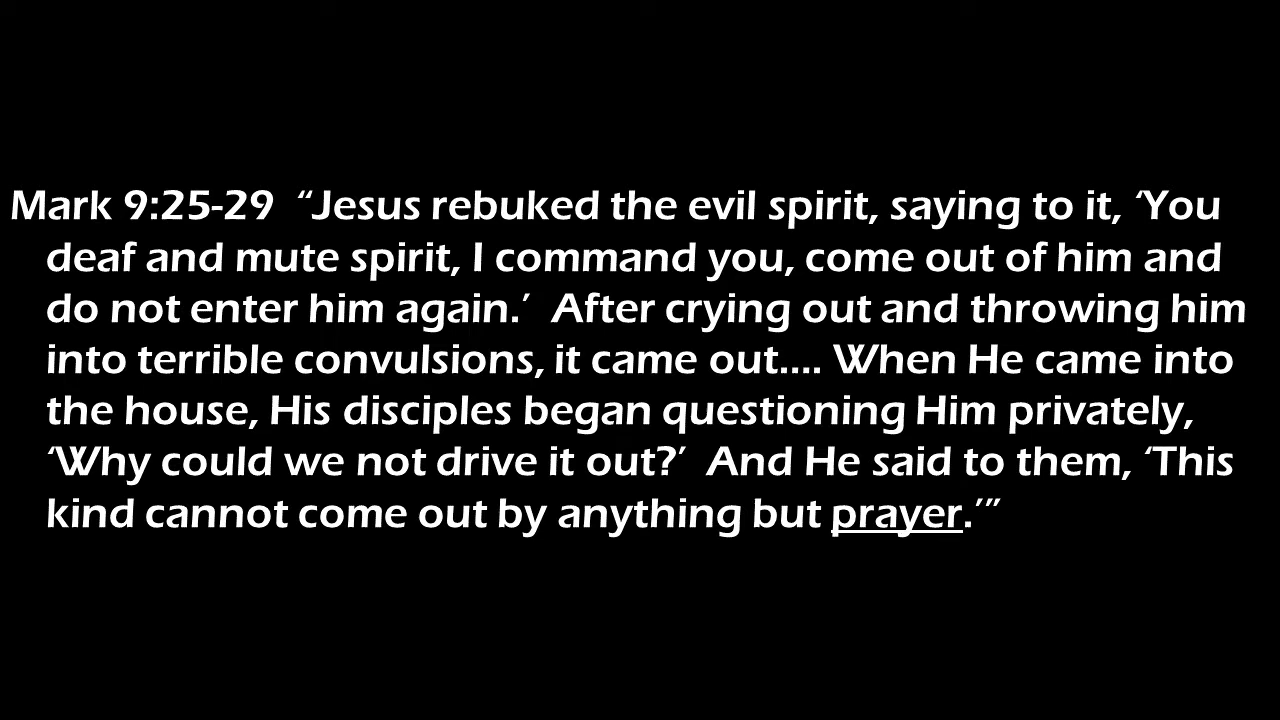 Mark 9:25-29  “Jesus rebuked the evil spirit, saying to it, ‘You
deaf and mute spirit, I command you, come out of him and
do not enter him again.’  After crying out and throwing him
into terrible convulsions, it came out.... When He came into
the house, His disciples began questioning Him privately,
‘Why could we not drive it out?’  And He said to them, ‘This
kind cannot come out by anything but prayer.’”